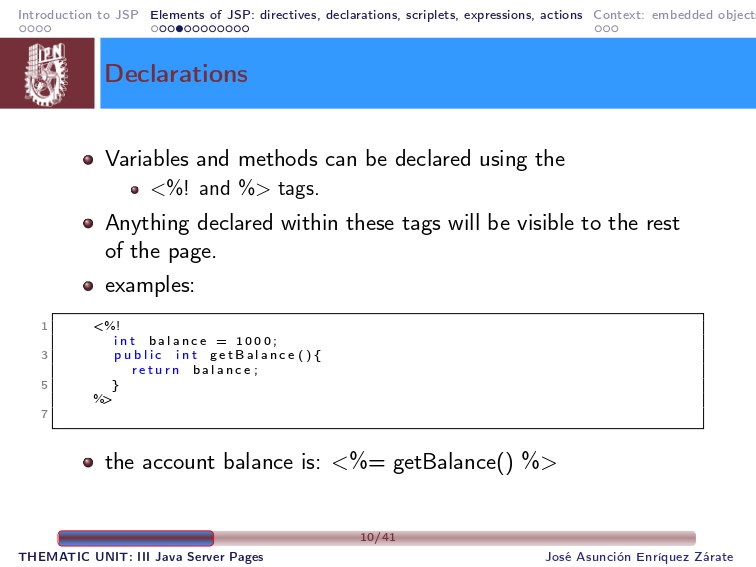 Introduction to JSP Elements of JSP: directives, declarations, scriptlets, expressions, actions Context: embedded object
IPN
Declarations
Variables and methods can be declared using the
<%! and %> tags.
Anything declared within these tags will be visible to the rest
of the page.
examples:
1 <%!
int balance = 1000;
3 public int getBalance(){
return balance;
5 }
%>
7
the account balance is: <%= getBalance() %>
10/41
THEMATIC UNIT: III Java Server Pages José Asunción Enríquez Zárate